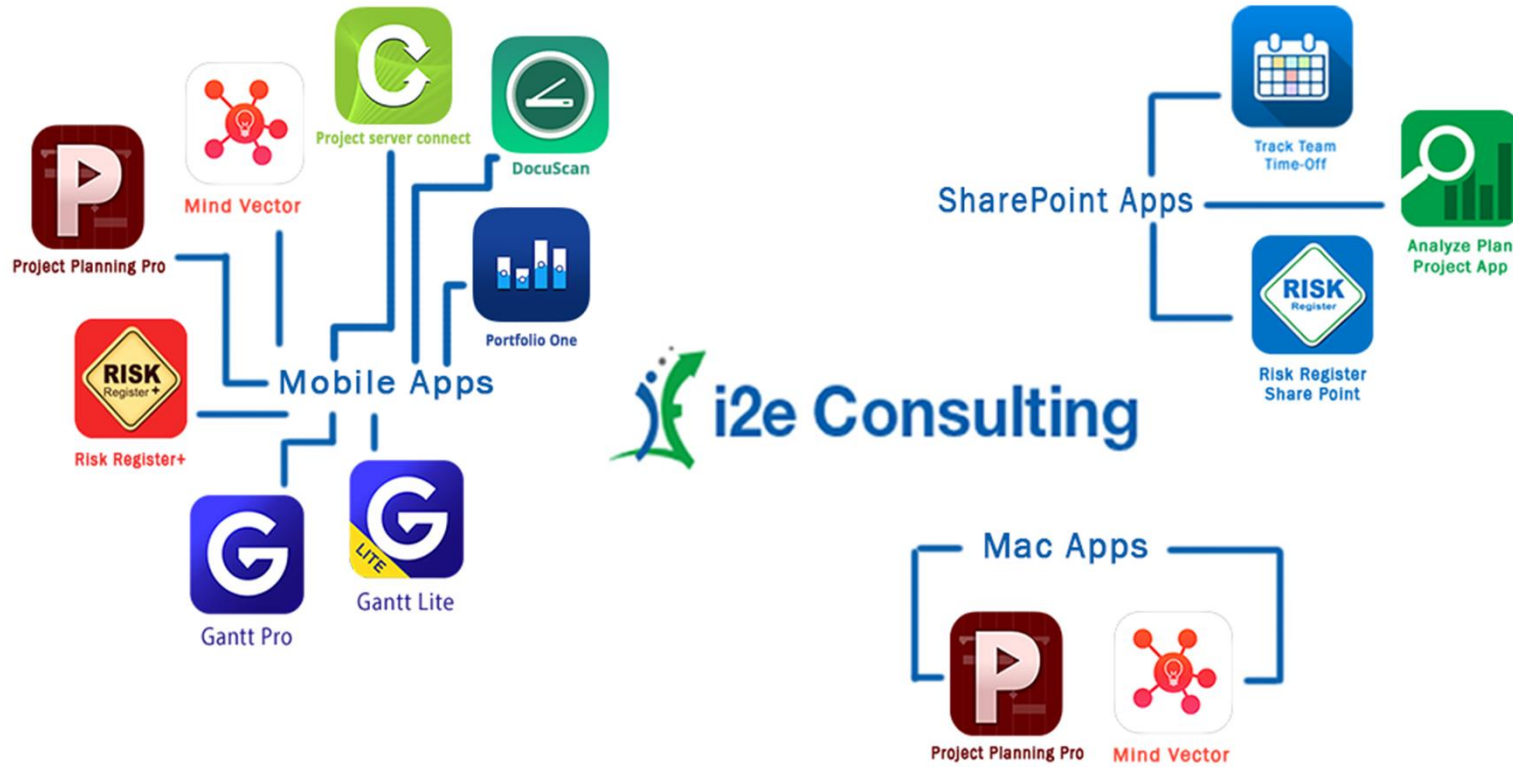 Project server connect
DocuScan
Mind Vector
Project Planning Pro
Portfolio One
RISK
Register +
Risk Register+
Mobile Apps
LITE
Gantt Lite
Gantt Pro
i2e Consulting
SharePoint Apps
Track Team
Time-Off
Analyze Plan
Project App
RISK
Register
Risk Register
Share Point
Mac Apps
Project Planning Pro
Mind Vector